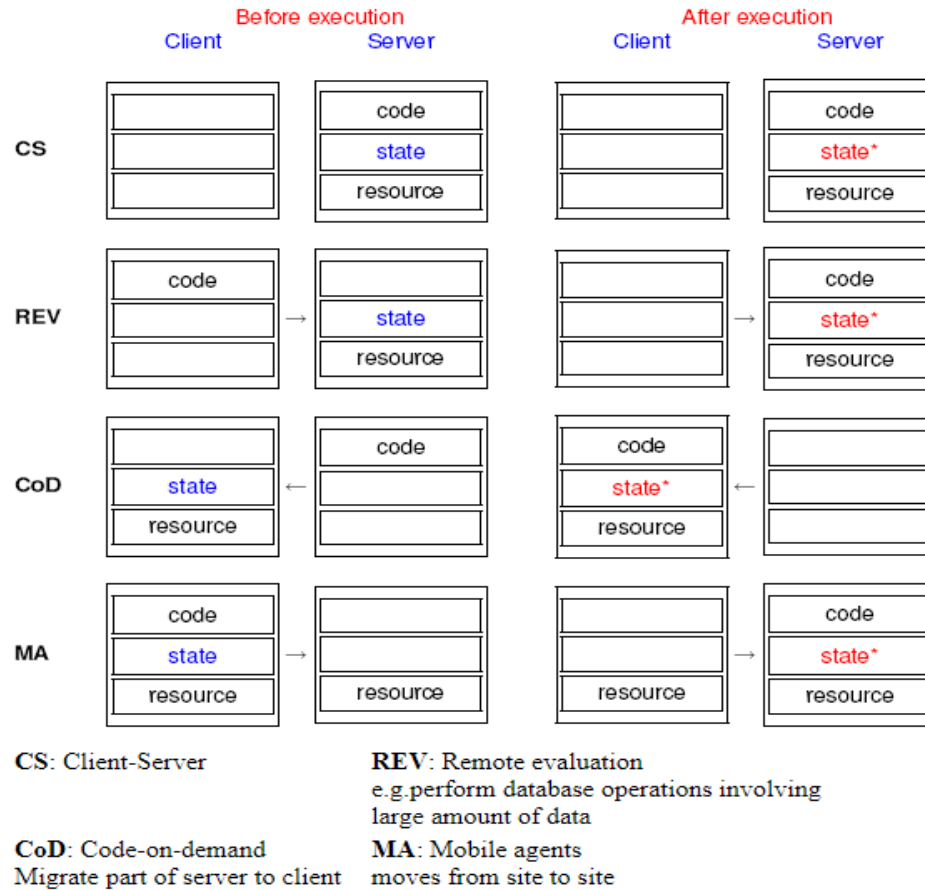 Before execution After execution
Client Server Client Server
code code
CS state state*
resource resource
code code
REV → state → state*
resource resource
code code
CoD state ← state* ←
resource resource
code code
MA state → → state*
resource resource resource resource
CS: Client-Server REV: Remote evaluation
e.g.perform database operations involving
large amount of data
CoD: Code-on-demand MA: Mobile agents
Migrate part of server to client moves from site to site